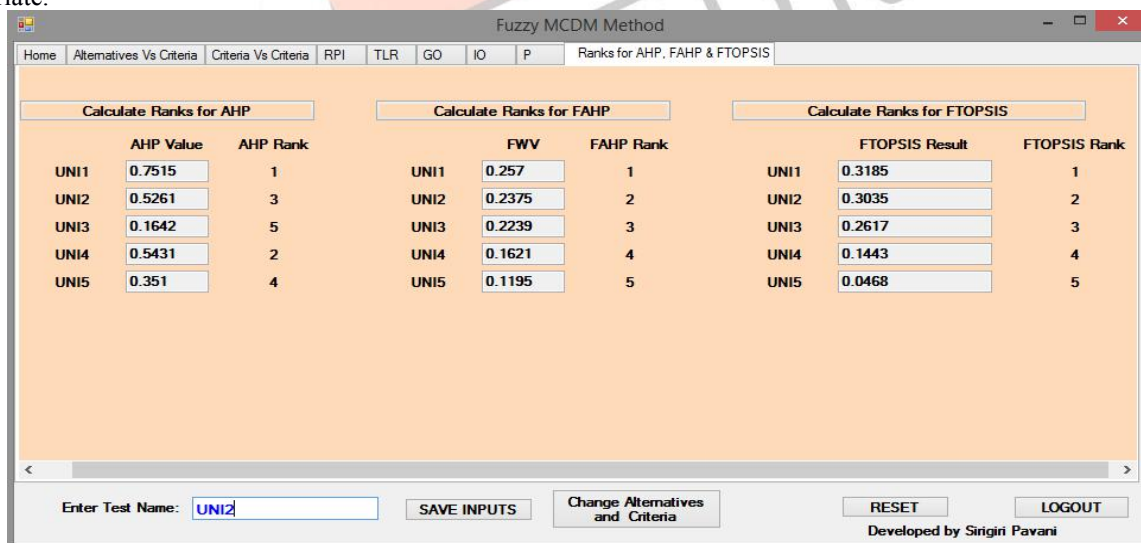 Fuzzy MCDM Method
Home Alternatives Vs Criteria Criteria Vs Criteria RPI TLR GO IO P Ranks for AHP, FAHP & FTOPSIS
Calculate Ranks for AHP Calculate Ranks for FAHP Calculate Ranks for FTOPSIS
AHP Value AHP Rank FWV FAHP Rank FTOPSIS Result FTOPSIS Rank
UNI1 0.7515 1 UNI1 0.257 1 UNI1 0.3185 1
UNI2 0.5261 3 UNI2 0.2375 2 UNI2 0.3035 2
UNI3 0.1642 5 UNI3 0.2239 3 UNI3 0.2617 3
UNI4 0.5431 2 UNI4 0.1621 4 UNI4 0.1443 4
UNI5 0.351 4 UNI5 0.1195 5 UNI5 0.0468 5
Enter Test Name: UNI2 SAVE INPUTS Change Alternatives
and Criteria RESET LOGOUT
Developed by Sirigiri Pavani